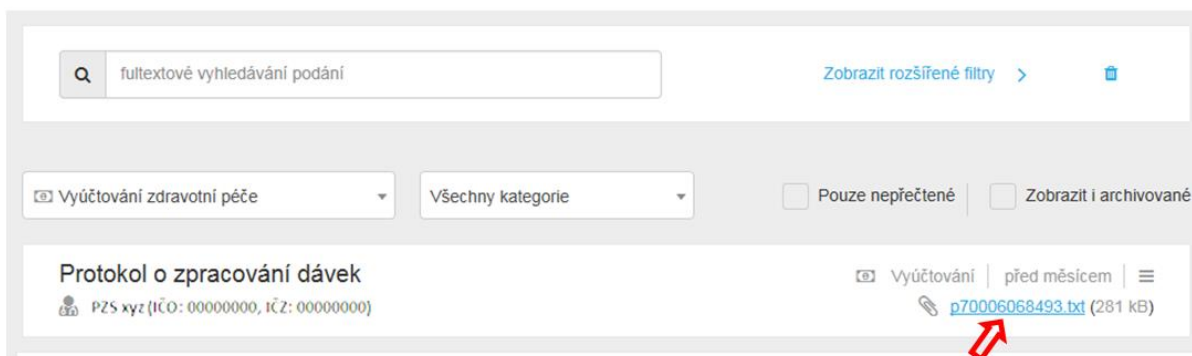 fultextové vyhledávání podání
Zobrazit rozšířené filtry
Vyúčtování zdravotní péče
Všechny kategorie
Pouze nepřečtené
Zobrazit i archivované
Protokol o zpracování dávek
Vyúčtování | před měsícem
PZS xyz (IČO: 00000000, IČZ: 00000000)
p70006068493.txt (281 kB)